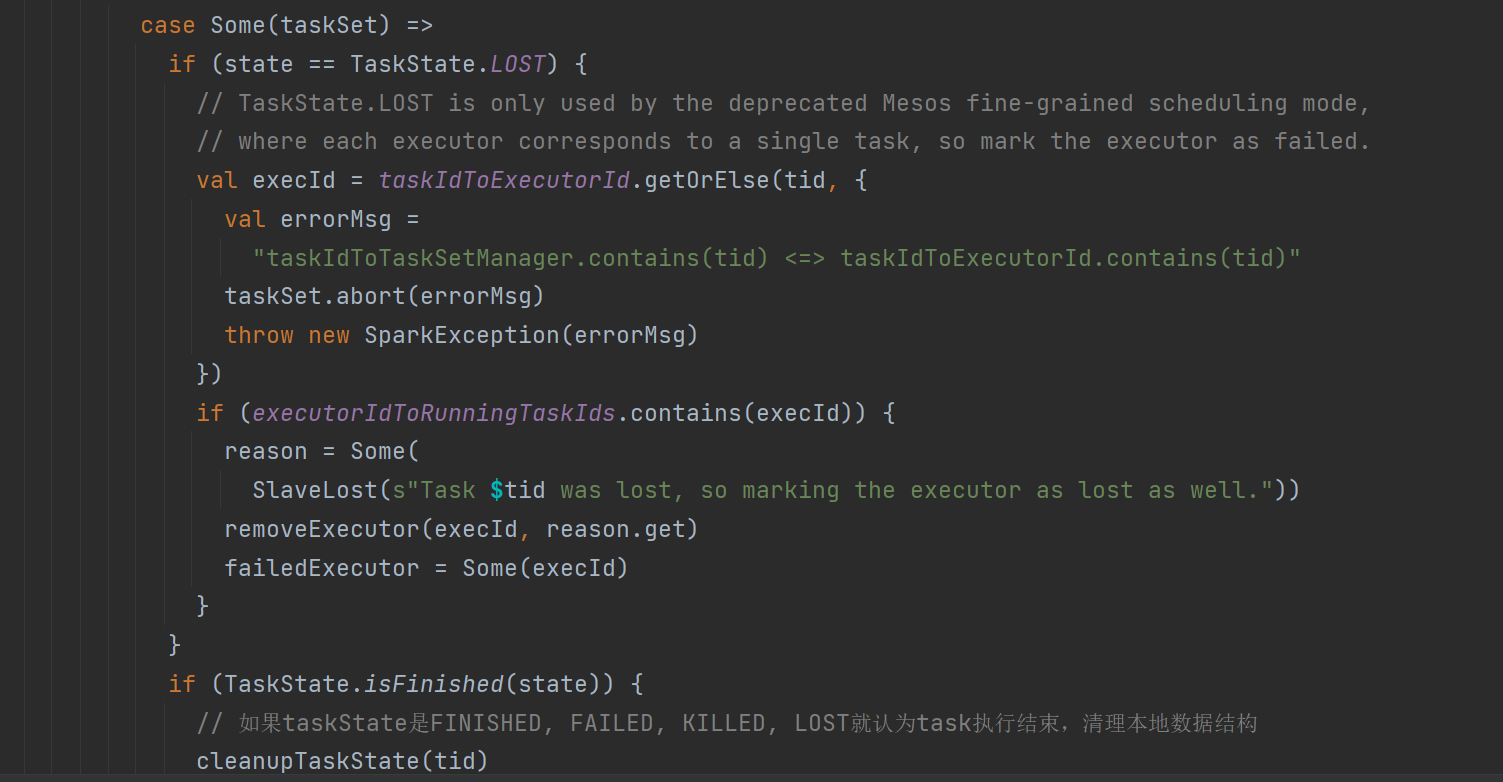 case Some(taskSet) =>
if (state == TaskState.LOST) {
// TaskState.LOST is only used by the deprecated Mesos fine-grained scheduling mode,
// where each executor corresponds to a single task, so mark the executor as failed.
val execId = taskIdToExecutorId.getOrElse(tid, {
val errorMsg =
"taskIdToTaskSetManager.contains(tid) <=> taskIdToExecutorId.contains(tid)"
taskSet.abort(errorMsg)
throw new SparkException(errorMsg)
})
if (executorIdToRunningTaskIds.contains(execId)) {
reason = Some(
SlaveLost(s"Task $tid was lost, so marking the executor as lost as well."))
removeExecutor(execId, reason.get)
failedExecutor = Some(execId)
}
}
if (TaskState.isFinished(state)) {
// 如果taskState是FINISHED, FAILED, KILLED, LOST就认为task执行结束，清理本地数据结构
cleanupTaskState(tid)